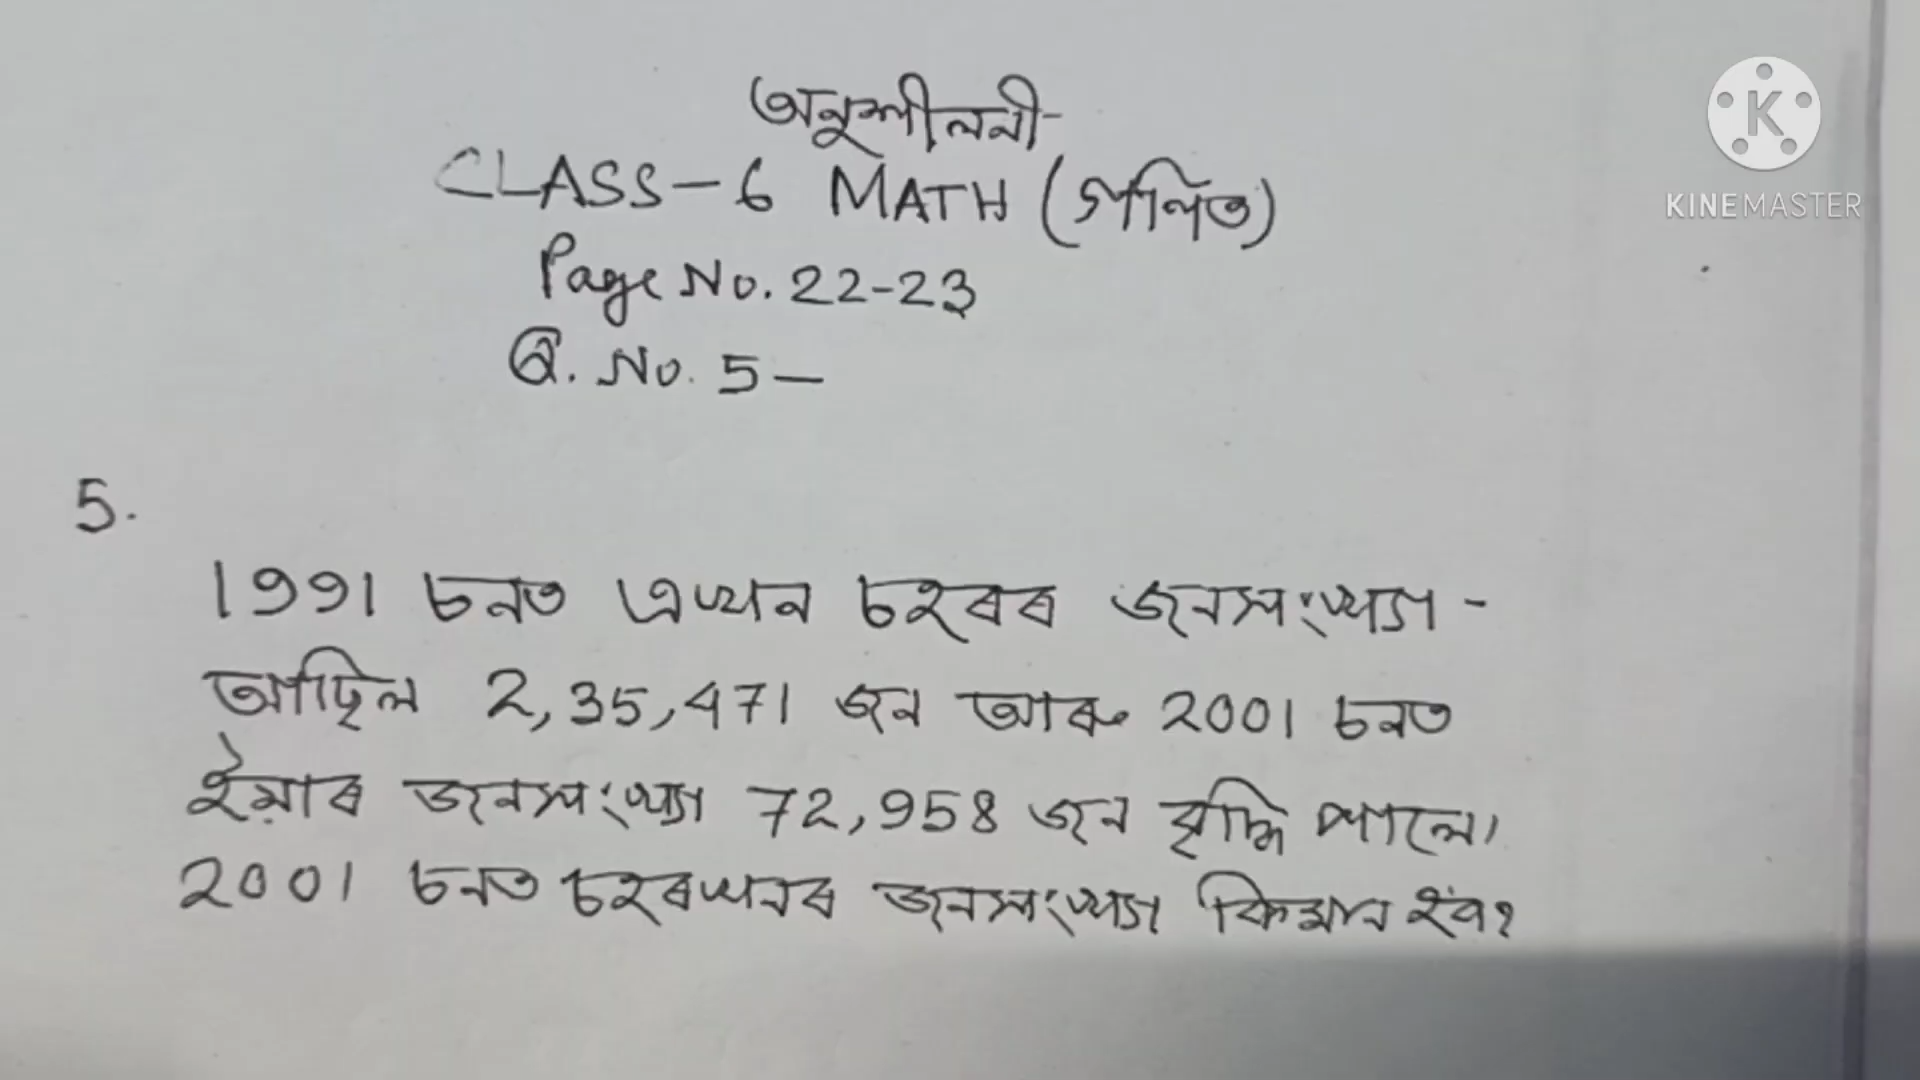 অনুশীলনী-
CLASS-6 MATH (গণিত)
Page No. 22-23
Q. No. 5—
5.
1991 চনত এখন চহৰৰ জনসংখ্যা -
আছিল 2,35,471 জন আৰু 2001 চনত
ইয়াৰ জনসংখ্যা 72,958 জন বৃদ্ধি পালে।
2001 চনত চহৰখনৰ জনসংখ্যা কিমান হ'ব?
K
KINEMASTER